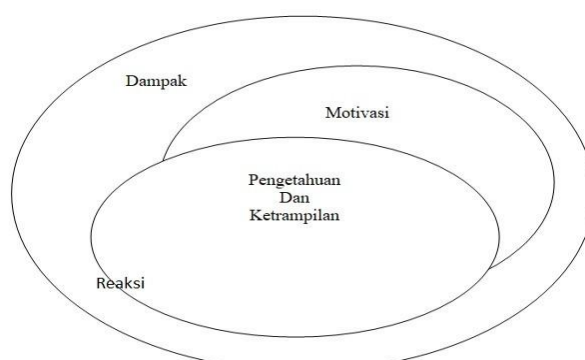 Dampak
Motivasi
Pengetahuan
Dan
Ketrampilan
Reaksi